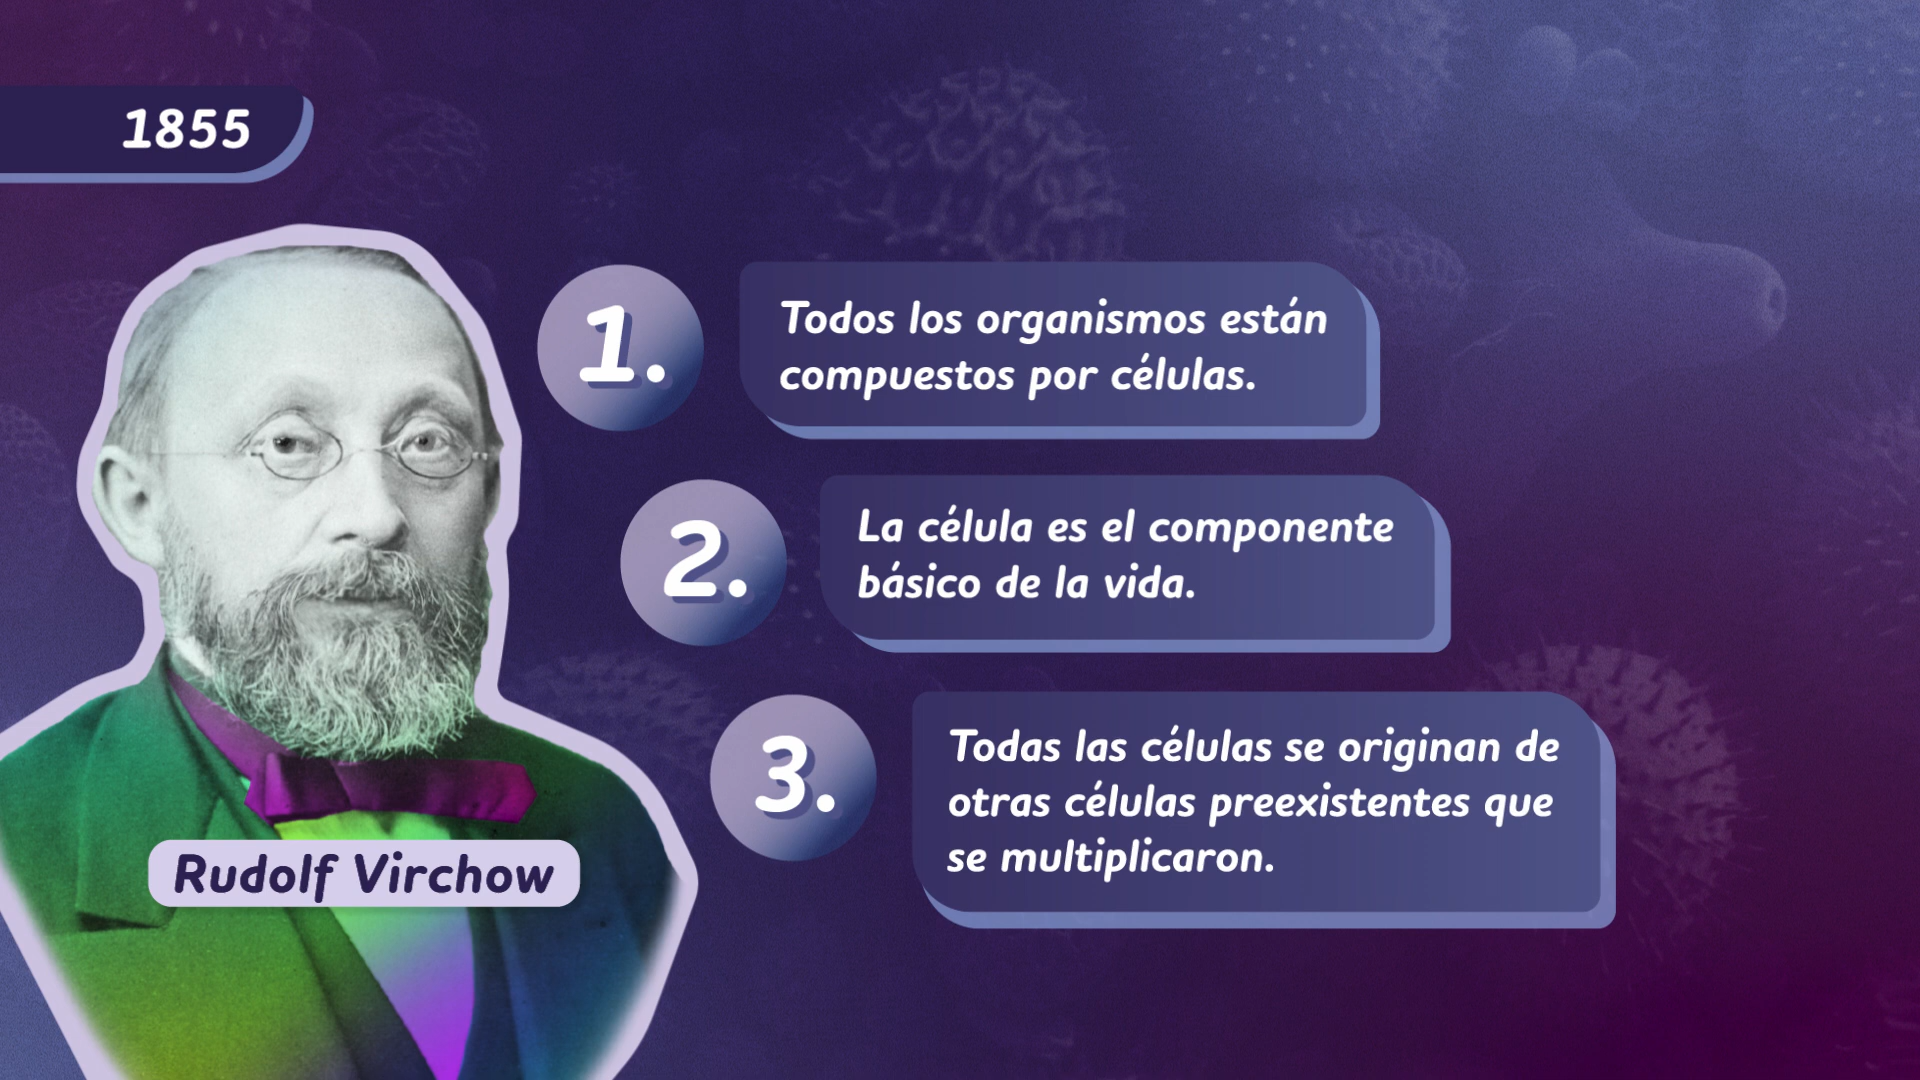 1855
1.
Todos los organismos están
compuestos por células.
2.
La célula es el componente
básico de la vida.
3.
Todas las células se originan de
otras células preexistentes que
se multiplicaron.
Rudolf Virchow